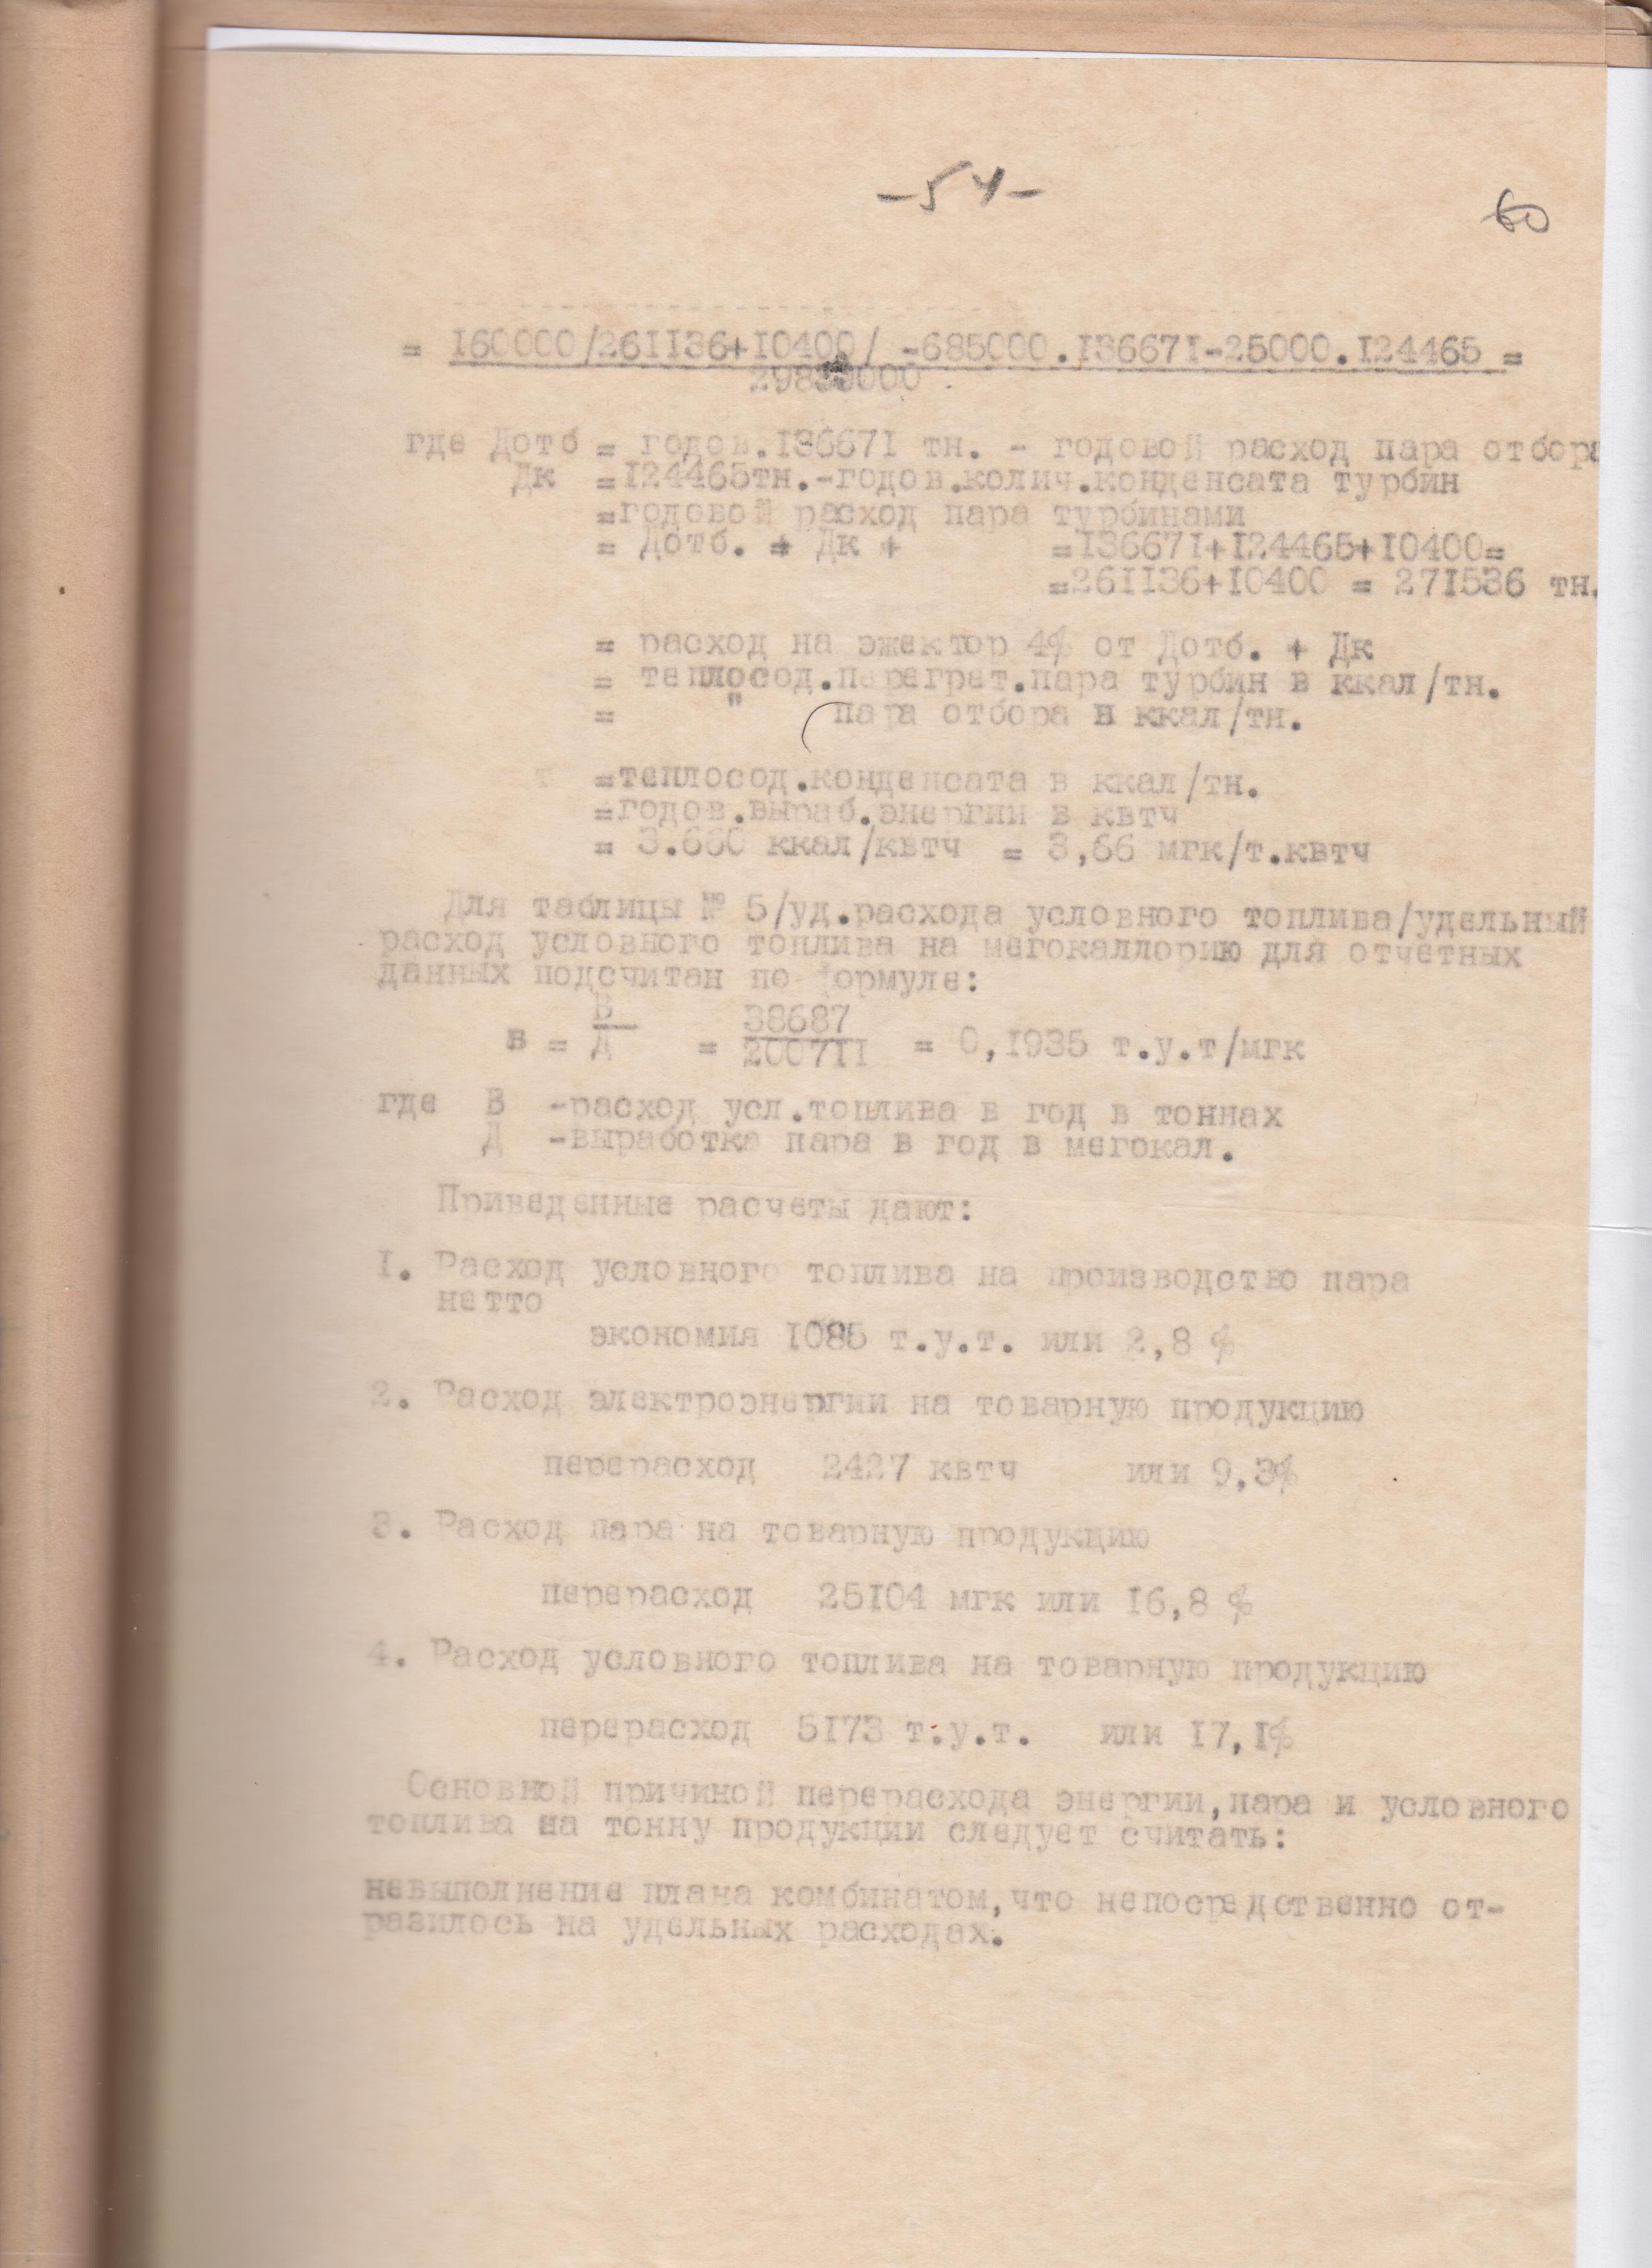 -54-
60
= 160000/261136+10400/ -685000.136671-25000.124465 =
где Дотб = годов.136671 тн. - годовой расход пара отбора
Дк =124465тн.-годов.колич.конденсата турбин
=годовой расход пара турбинами
= Дотб. + Дк + =136671+124465+10400=
=261136+10400 = 271536 тн.
= расход на эжектор 4% от Дотб. + Дк
= теплосод.перегрет.пара турбин в ккал/тн.
= " пара отбора в ккал/тн.
=теплосод.конденсата в ккал/тн.
=годов.выраб.энергии в квтч
= 3.660 ккал/квтч = 3,66 мгк/т.квтч
Для таблицы № 5/уд.расхода условного топлива/удельный
расход условного топлива на мегокаллорию для отчетных
данных подсчитан по формуле:
в = В/Д = 38687/200711 = 0,1935 т.у.т/мгк
где В -расход усл.топлива в год в тоннах
Д -выработка пара в год в мегокал.
Приведенные расчеты дают:
1. Расход условного топлива на производство пара
нетто
экономия 1085 т.у.т. или 2,8 %
2. Расход электроэнергии на товарную продукцию
перерасход 2427 квтч или 9,3%
3. Расход пара на товарную продукцию
перерасход 25104 мгк или 16,8 %
4. Расход условного топлива на товарную продукцию
перерасход 5173 т.у.т. или 17,1%
Основной причиной перерасхода энергии,пара и условного
топлива на тонну продукции следует считать:
невыполнение плана комбинатом,что непосредственно от-
разилось на удельных расходах.